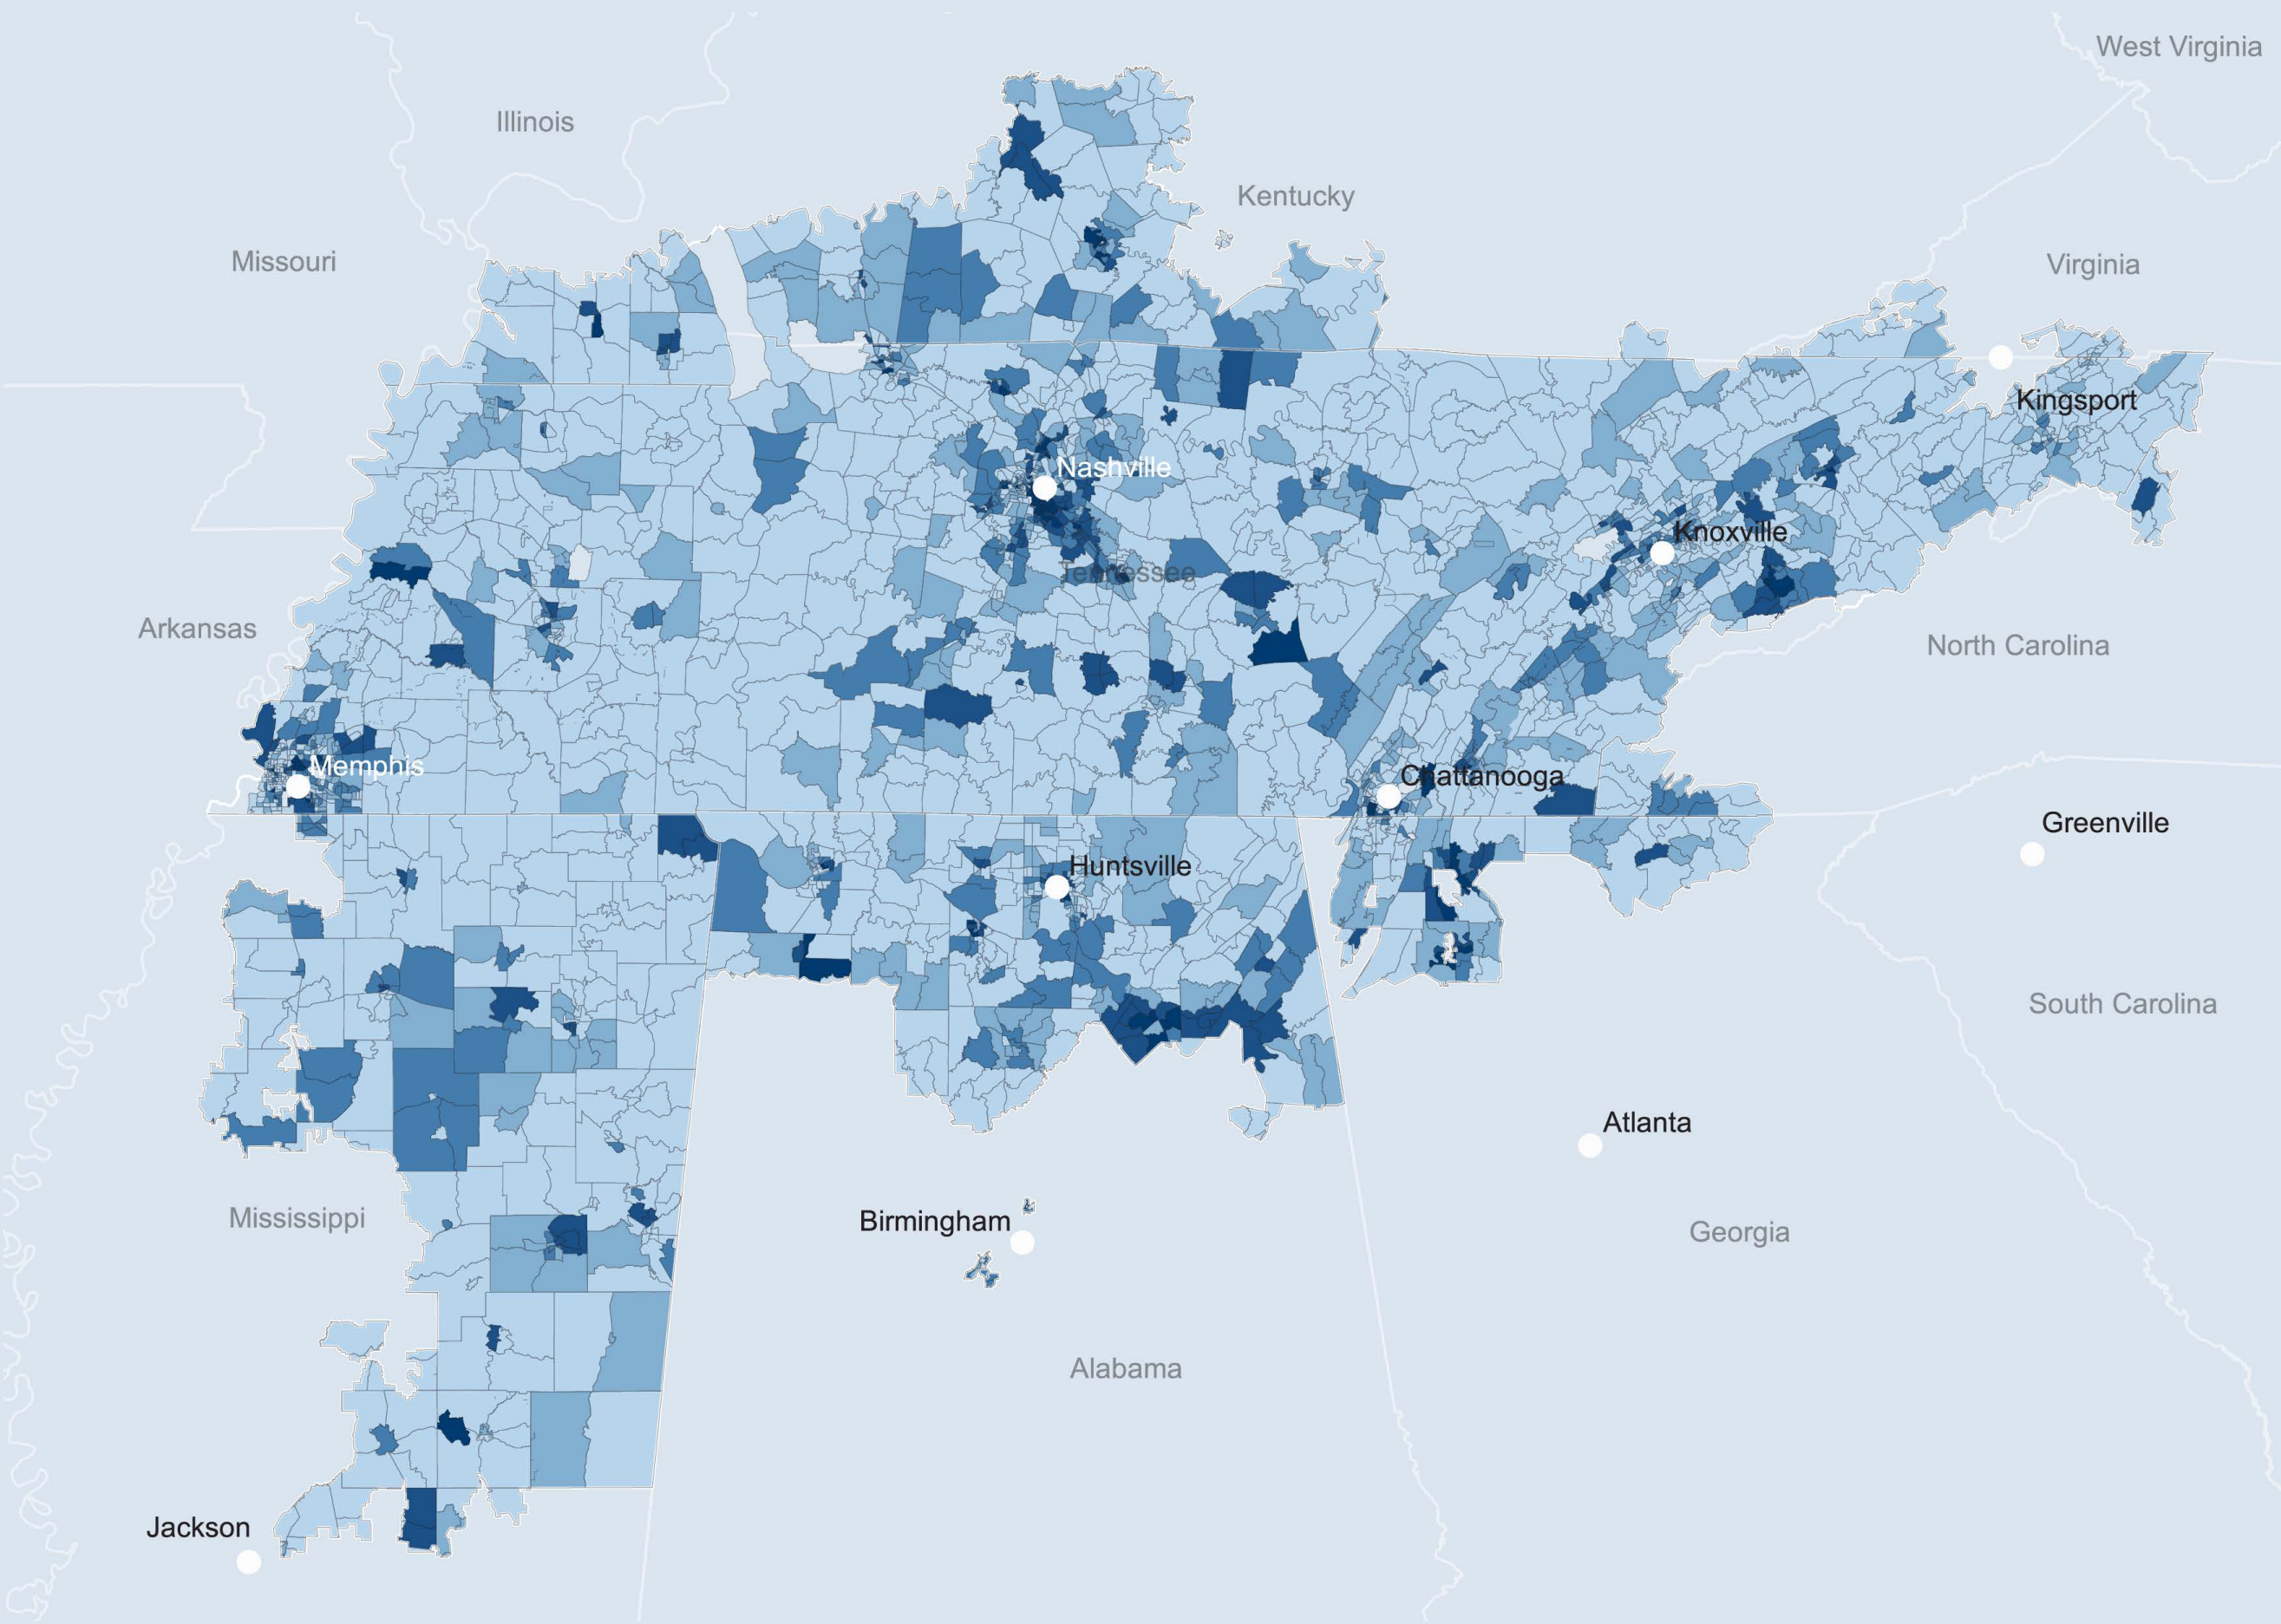 West Virginia
Illinois
Kentucky
Missouri
Virginia
Kingsport
Nashville
Knoxville
Tennessee
Arkansas
North Carolina
Memphis
Chattanooga
Greenville
Huntsville
South Carolina
Atlanta
Mississippi
Birmingham
Georgia
Alabama
Jackson